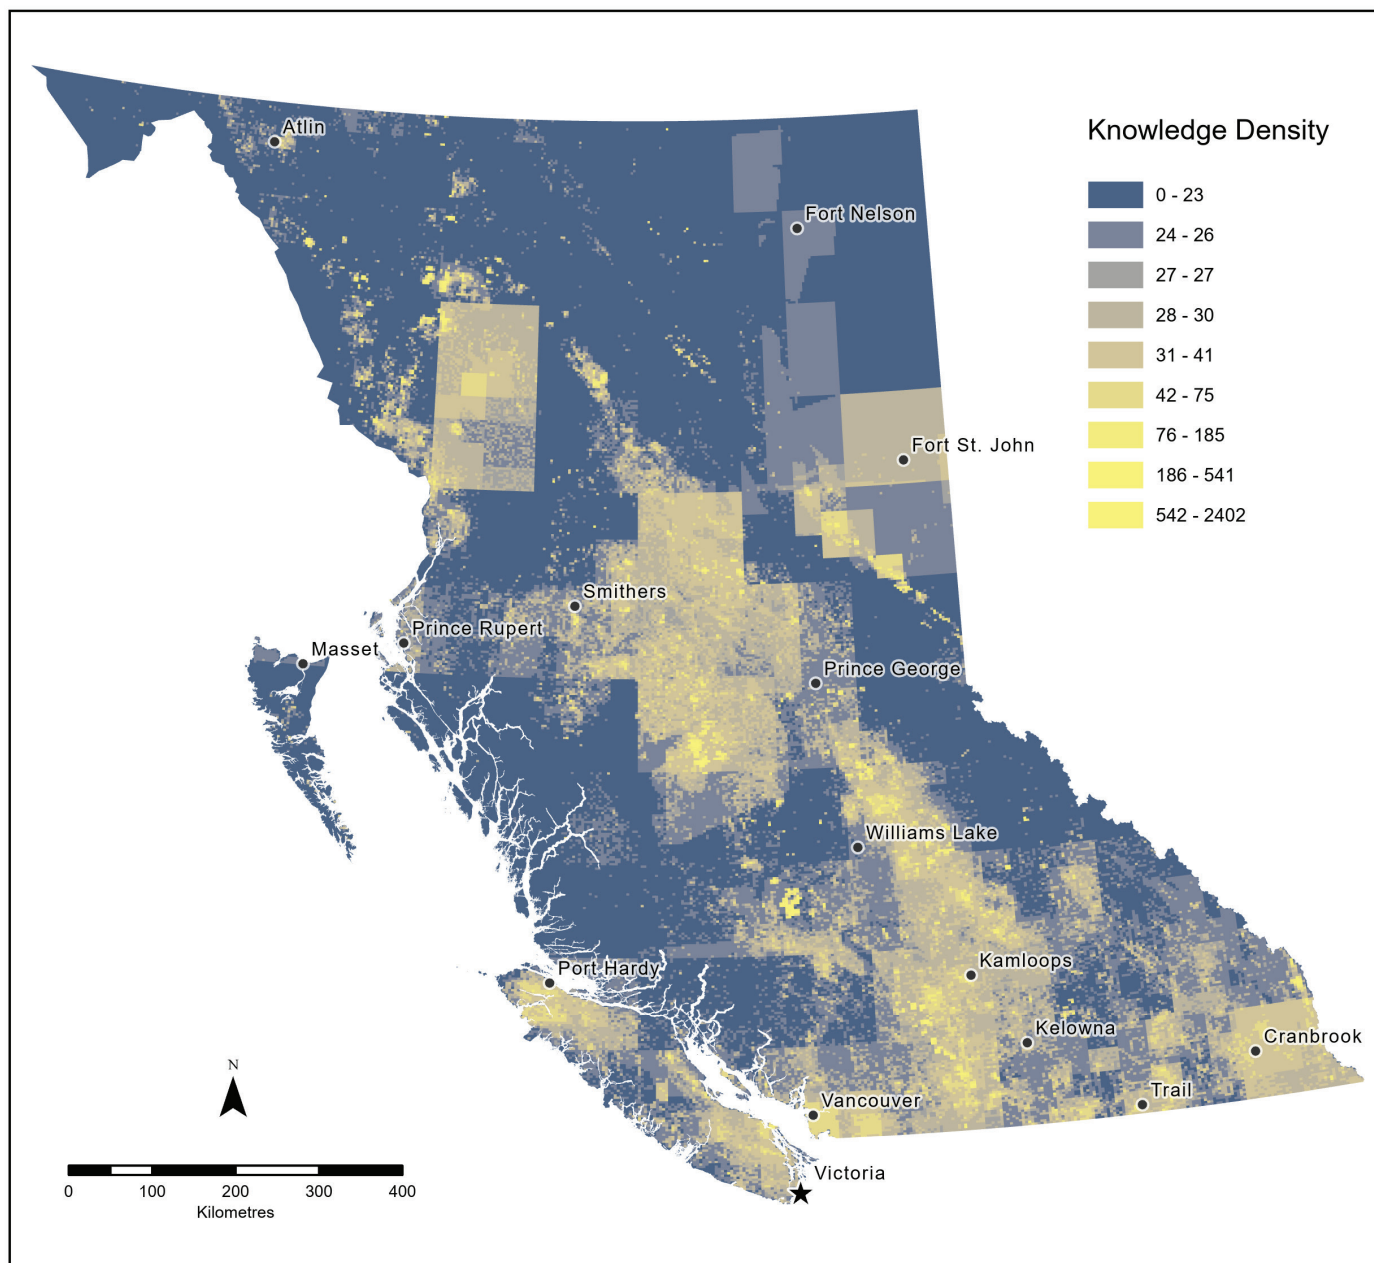 Atlin
Knowledge Density
0 - 23
24 - 26
27 - 27
28 - 30
31 - 41
42 - 75
76 - 185
186 - 541
542 - 2402
Fort Nelson
Fort St. John
Smithers
Prince Rupert
Masset
Prince George
Williams Lake
Port Hardy
Kamloops
Kelowna
Cranbrook
Trail
Vancouver
Victoria
N
0 100 200 300 400
Kilometres